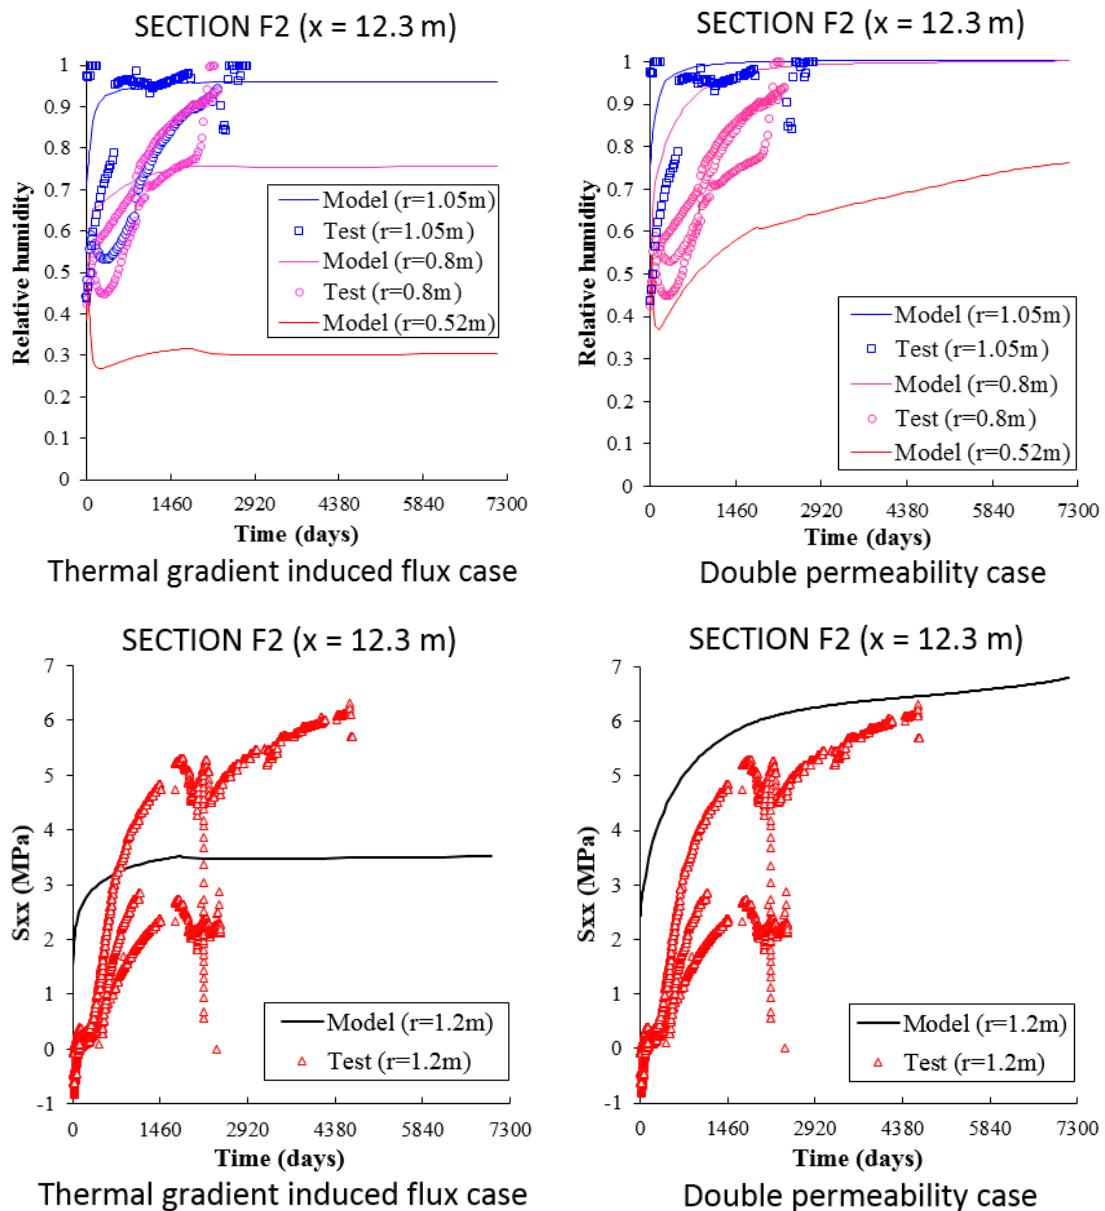 SECTION F2 (x = 12.3 m)
Relative humidity
1
0.9
0.8
0.7
0.6
0.5
0.4
0.3
0.2
0.1
0
Model (r=1.05m)
Test (r=1.05m)
Model (r=0.8m)
Test (r=0.8m)
Model (r=0.52m)
0 1460 2920 4380 5840 7300
Time (days)
Thermal gradient induced flux case
SECTION F2 (x = 12.3 m)
Relative humidity
1
0.9
0.8
0.7
0.6
0.5
0.4
0.3
0.2
0.1
0
Model (r=1.05m)
Test (r=1.05m)
Model (r=0.8m)
Test (r=0.8m)
Model (r=0.52m)
0 1460 2920 4380 5840 7300
Time (days)
Double permeability case
SECTION F2 (x = 12.3 m)
Sxx (MPa)
7
6
5
4
3
2
1
0
-1
Model (r=1.2m)
Test (r=1.2m)
0 1460 2920 4380 5840 7300
Time (days)
Thermal gradient induced flux case
SECTION F2 (x = 12.3 m)
Sxx (MPa)
7
6
5
4
3
2
1
0
-1
Model (r=1.2m)
Test (r=1.2m)
0 1460 2920 4380 5840 7300
Time (days)
Double permeability case